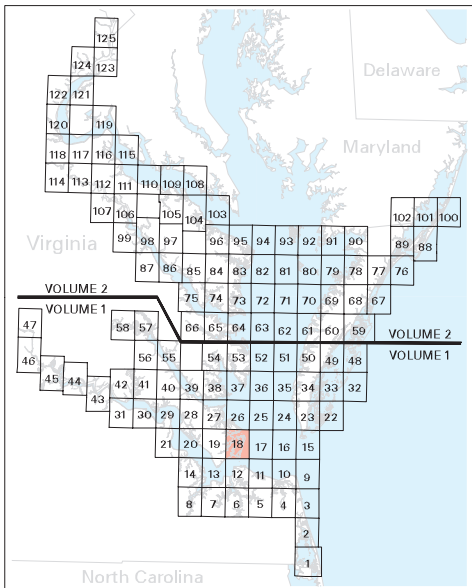 125
Delaware
124 123
122 121
120 119
Maryland
118 117 116 115
114 113 112 111 110 109 108
107 106 105 104 103 102 101 100
Virginia
99 98 97 96 95 94 93 92 91 90 89 88
87 86 85 84 83 82 81 80 79 78 77 76
VOLUME 2
75 74 73 72 71 70 69 68 67
VOLUME 1
47 58 57 66 65 64 63 62 61 60 59
VOLUME 2
VOLUME 1
46 56 55 54 53 52 51 50 49 48
45 44 43 42 41 40 39 38 37 36 35 34 33 32
31 30 29 28 27 26 25 24 23 22
21 20 19 18 17 16 15
14 13 12 11 10 9
8 7 6 5 4 3
2
1
North Carolina